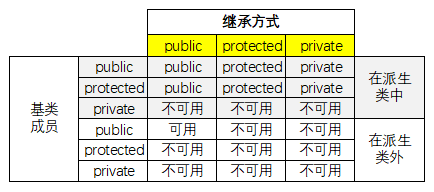 继承方式
public protected private
public public protected private
protected public protected private
private 不可用 不可用 不可用
在派生
类中
基类
成员
public 可用 不可用 不可用
protected 不可用 不可用 不可用
private 不可用 不可用 不可用
在派生
类外